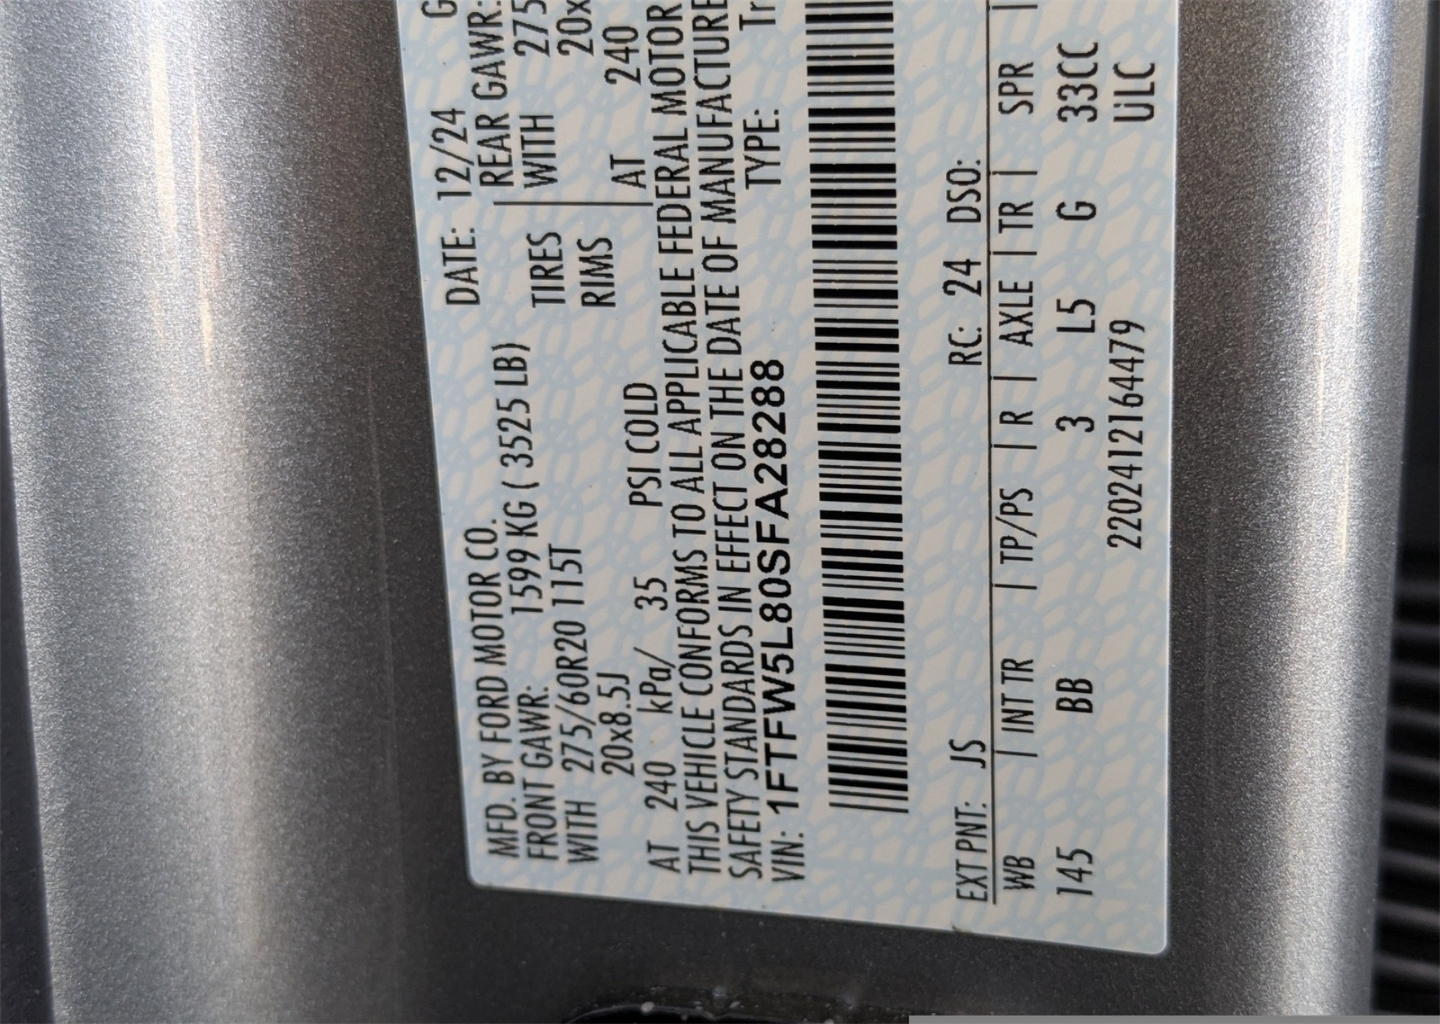 MFD. BY FORD MOTOR CO.
DATE: 12/24
FRONT GAWR: 1599 KG ( 3525 LB)
REAR GAWR:
WITH 275/60R20 115T TIRES WITH 275
20x8.5J RIMS 20x
AT 240 kPa/ 35 PSI COLD AT 240
THIS VEHICLE CONFORMS TO ALL APPLICABLE FEDERAL MOTOR
SAFETY STANDARDS IN EFFECT ON THE DATE OF MANUFACTURE
VIN: 1FTFW5L80SFA28288 TYPE: Tr
EXT PNT: JS RC: 24 DSO:
WB | INT TR | TP/PS | R | AXLE | TR | SPR |
145 BB 3 L5 G 33CC
2202412164479 ULC